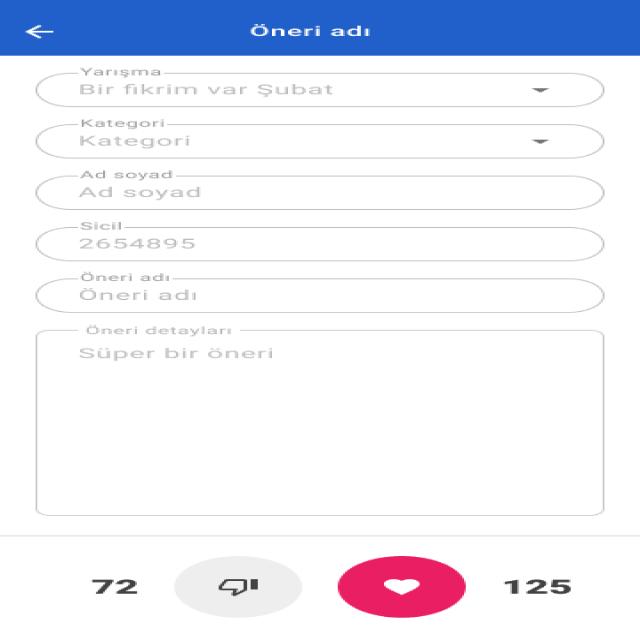 Öneri adı
Yarışma
Bir fikrim var Şubat
Kategori
Kategori
Ad soyad
Ad soyad
Sicil
2654895
Öneri adı
Öneri adı
Öneri detayları
Süper bir öneri
72
125